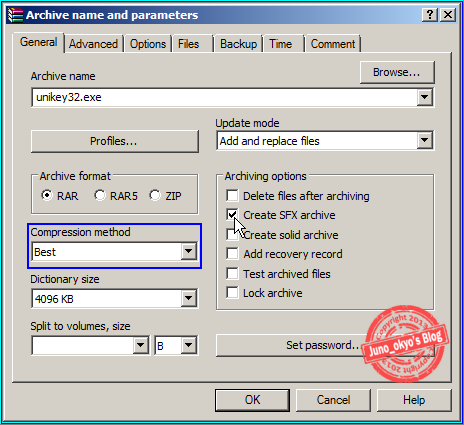 Archive name and parameters
General Advanced Options Files Backup Time Comment
Archive name
Browse...
unikey32.exe
Update mode
Profiles...
Add and replace files
Archive format
RAR RAR5 ZIP
Archiving options
Delete files after archiving
Create SFX archive
Create solid archive
Add recovery record
Test archived files
Lock archive
Compression method
Best
Dictionary size
4096 KB
Split to volumes, size
B
Set password...
Copyright 2013
Juno_okyo's Blog
Copyright 2013
OK Cancel Help